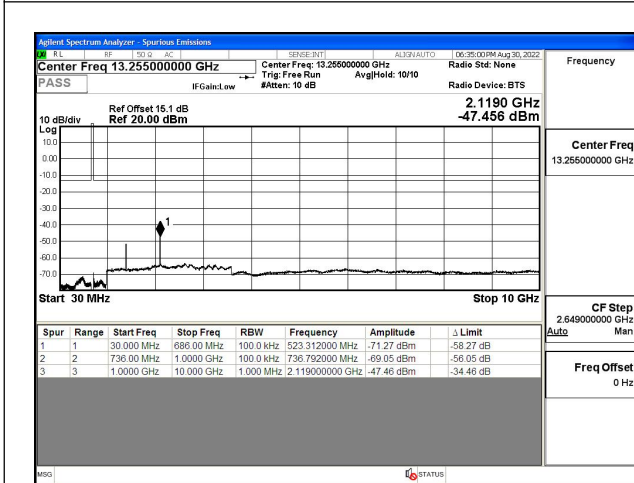 Agilent Spectrum Analyzer - Spurious Emissions
RL RF 50 Ω AC SENSE:INT ALIGN AUTO 06:35:00 PM Aug 30, 2022
Center Freq 13.255000000 GHz Center Freq: 13.255000000 GHz Radio Std: None
Trig: Free Run Avg|Hold: 10/10
PASS IFGain:Low #Atten: 10 dB Radio Device: BTS
2.1190 GHz
-47.456 dBm
Ref Offset 15.1 dB
10 dB/div Ref 20.00 dBm
Log
10.0
0.00
-10.0
-20.0
-30.0
-40.0
-50.0
-60.0
-70.0
1
Start 30 MHz Stop 10 GHz
Spur Range Start Freq Stop Freq RBW Frequency Amplitude Δ Limit
1 1 30.000 MHz 686.00 MHz 100.0 kHz 523.312000 MHz -71.27 dBm -58.27 dB
2 2 736.00 MHz 1.0000 GHz 100.0 kHz 736.792000 MHz -69.05 dBm -56.05 dB
3 3 1.0000 GHz 10.000 GHz 1.000 MHz 2.119000000 GHz -47.46 dBm -34.46 dB
MSG STATUS
Frequency
Center Freq
13.255000000 GHz
CF Step
2.649000000 GHz
Auto Man
Freq Offset
0 Hz